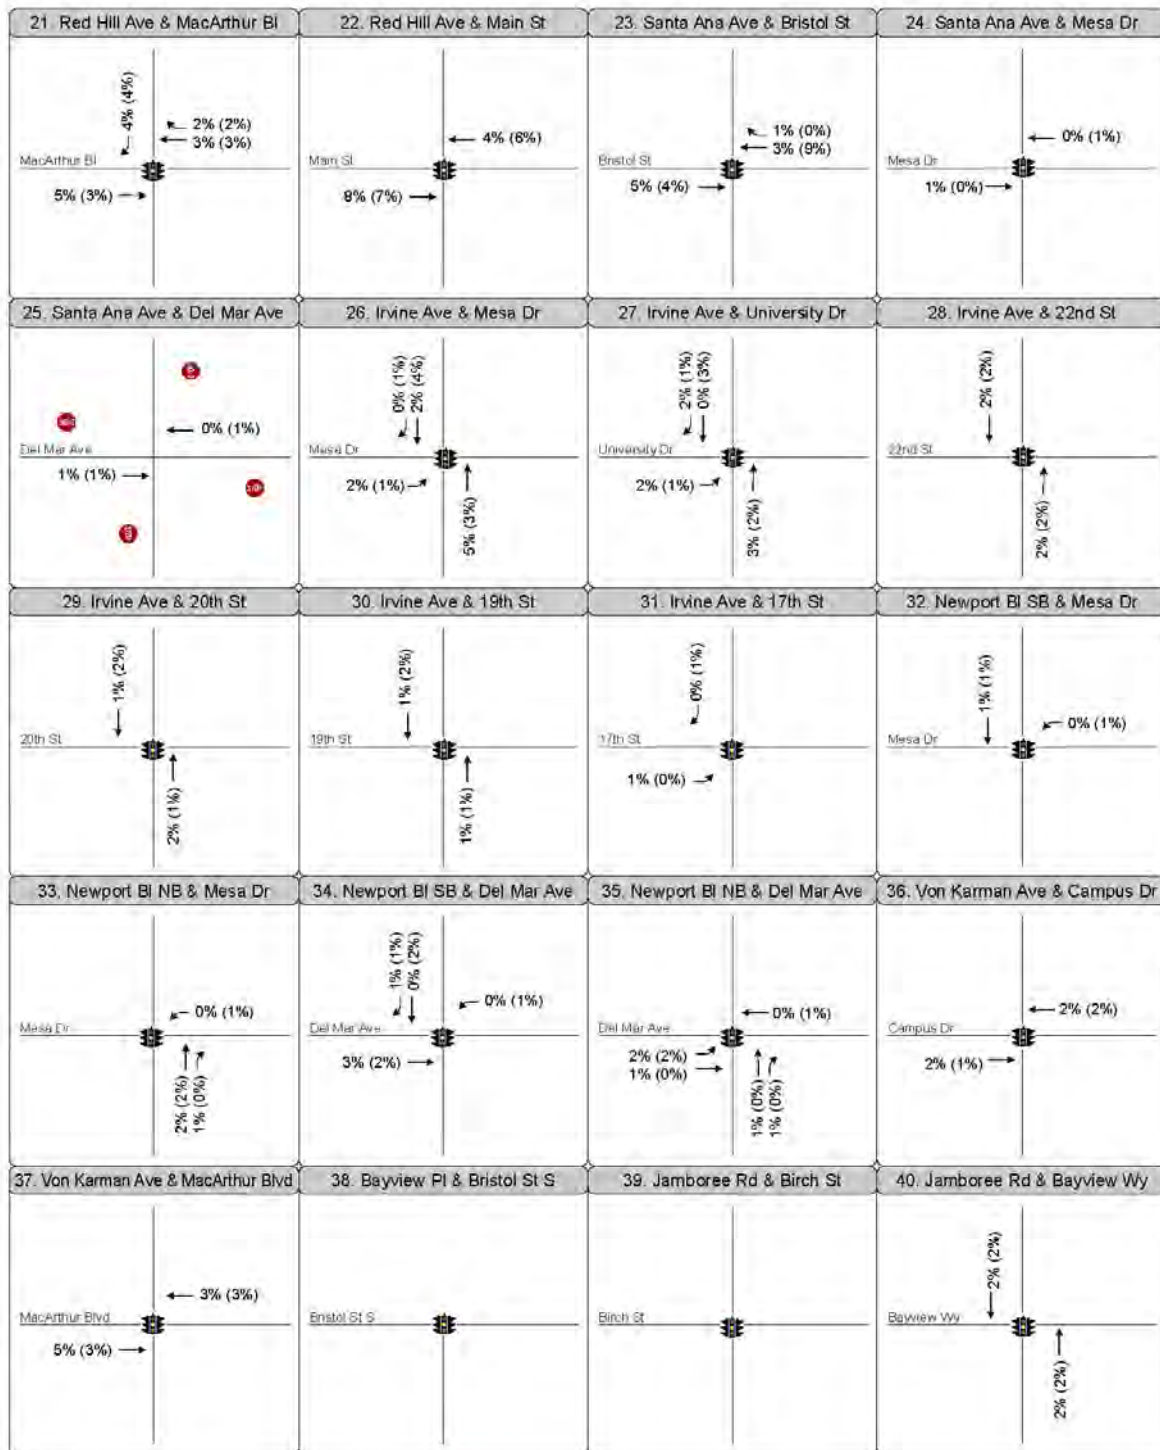 21. Red Hill Ave & MacArthur Bl
4% (4%)
2% (2%)
3% (3%)
MacArthur Bl
5% (3%)
22. Red Hill Ave & Main St
4% (6%)
Main St
8% (7%)
23. Santa Ana Ave & Bristol St
1% (0%)
3% (9%)
Bristol St
5% (4%)
24. Santa Ana Ave & Mesa Dr
0% (1%)
Mesa Dr
1% (0%)
25. Santa Ana Ave & Del Mar Ave
0% (1%)
Del Mar Ave
1% (1%)
26. Irvine Ave & Mesa Dr
0% (1%)
2% (4%)
Mesa Dr
2% (1%)
5% (3%)
27. Irvine Ave & University Dr
2% (1%)
0% (3%)
University Dr
2% (1%)
3% (2%)
28. Irvine Ave & 22nd St
2% (2%)
22nd St
2% (2%)
29. Irvine Ave & 20th St
1% (2%)
20th St
2% (1%)
30. Irvine Ave & 19th St
1% (2%)
19th St
1% (1%)
31. Irvine Ave & 17th St
0% (1%)
17th St
1% (0%)
32. Newport Bl SB & Mesa Dr
1% (1%)
0% (1%)
Mesa Dr
33. Newport Bl NB & Mesa Dr
0% (1%)
Mesa Dr
2% (2%)
1% (0%)
34. Newport Bl SB & Del Mar Ave
1% (1%)
0% (2%)
0% (1%)
Del Mar Ave
3% (2%)
35. Newport Bl NB & Del Mar Ave
0% (1%)
Del Mar Ave
2% (2%)
1% (0%)
1% (0%)
1% (0%)
36. Von Karman Ave & Campus Dr
2% (2%)
Campus Dr
2% (1%)
37. Von Karman Ave & MacArthur Blvd
3% (3%)
MacArthur Blvd
5% (3%)
38. Bayview Pl & Bristol St S
Bristol St S
39. Jamboree Rd & Birch St
Birch St
40. Jamboree Rd & Bayview Wy
2% (2%)
Bayview Wy
2% (2%)